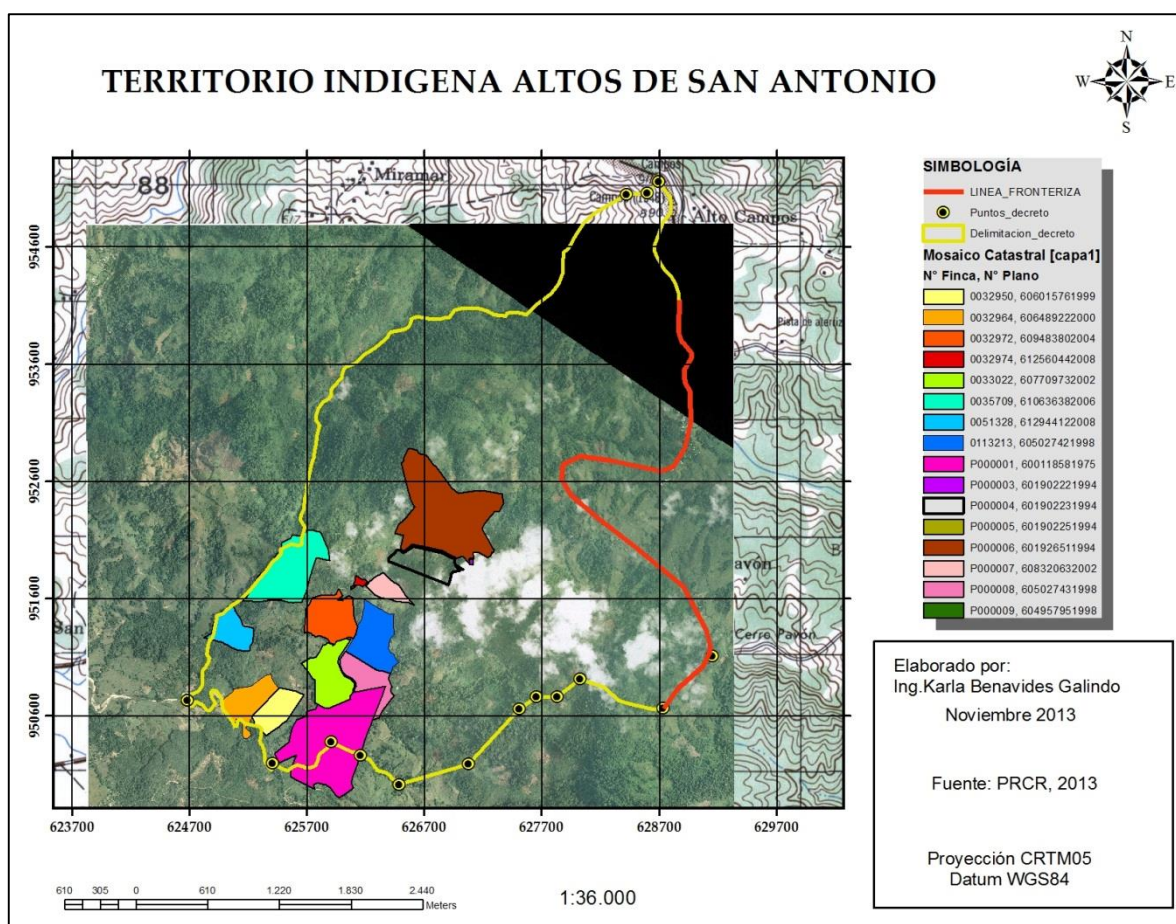 TERRITORIO INDIGENA ALTOS DE SAN ANTONIO
N
W
E
S
88
Miramar
Campos
Alto Campos
Pista de
San
avón
Cerro Pavón
954600
953600
952600
951600
950600
623700
624700
625700
626700
627700
628700
629700
SIMBOLOGÍA
LINEA_FRONTERIZA
Puntos_decreto
Delimitacion_decreto
Mosaico Catastral [capa1]
N° Finca, N° Plano
0032950, 606015761999
0032964, 606489222000
0032972, 609483802004
0032974, 612560442008
0033022, 607709732002
0035709, 610636382006
0051328, 612944122008
0113213, 605027421998
P000001, 600118581975
P000003, 601902221994
P000004, 601902231994
P000005, 601902251994
P000006, 601926511994
P000007, 608320632002
P000008, 605027431998
P000009, 604957951998
Elaborado por:
Ing.Karla Benavides Galindo
Noviembre 2013
Fuente: PRCR, 2013
Proyección CRTM05
Datum WGS84
610 305 0 610 1.220 1.830 2.440
Meters
1:36.000